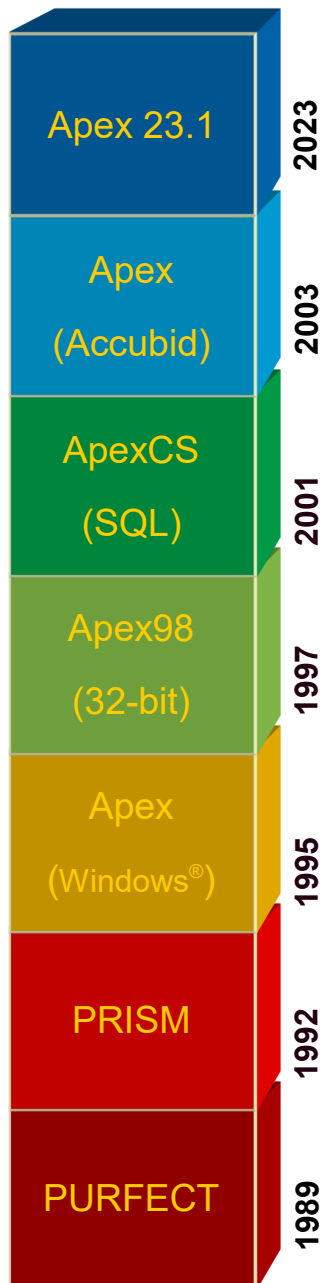 Apex 23.1
2023
Apex
(Accubid)
2003
ApexCS
(SQL)
2001
Apex98
(32-bit)
1997
Apex
(Windows®)
1995
PRISM
1992
PURFECT
1989